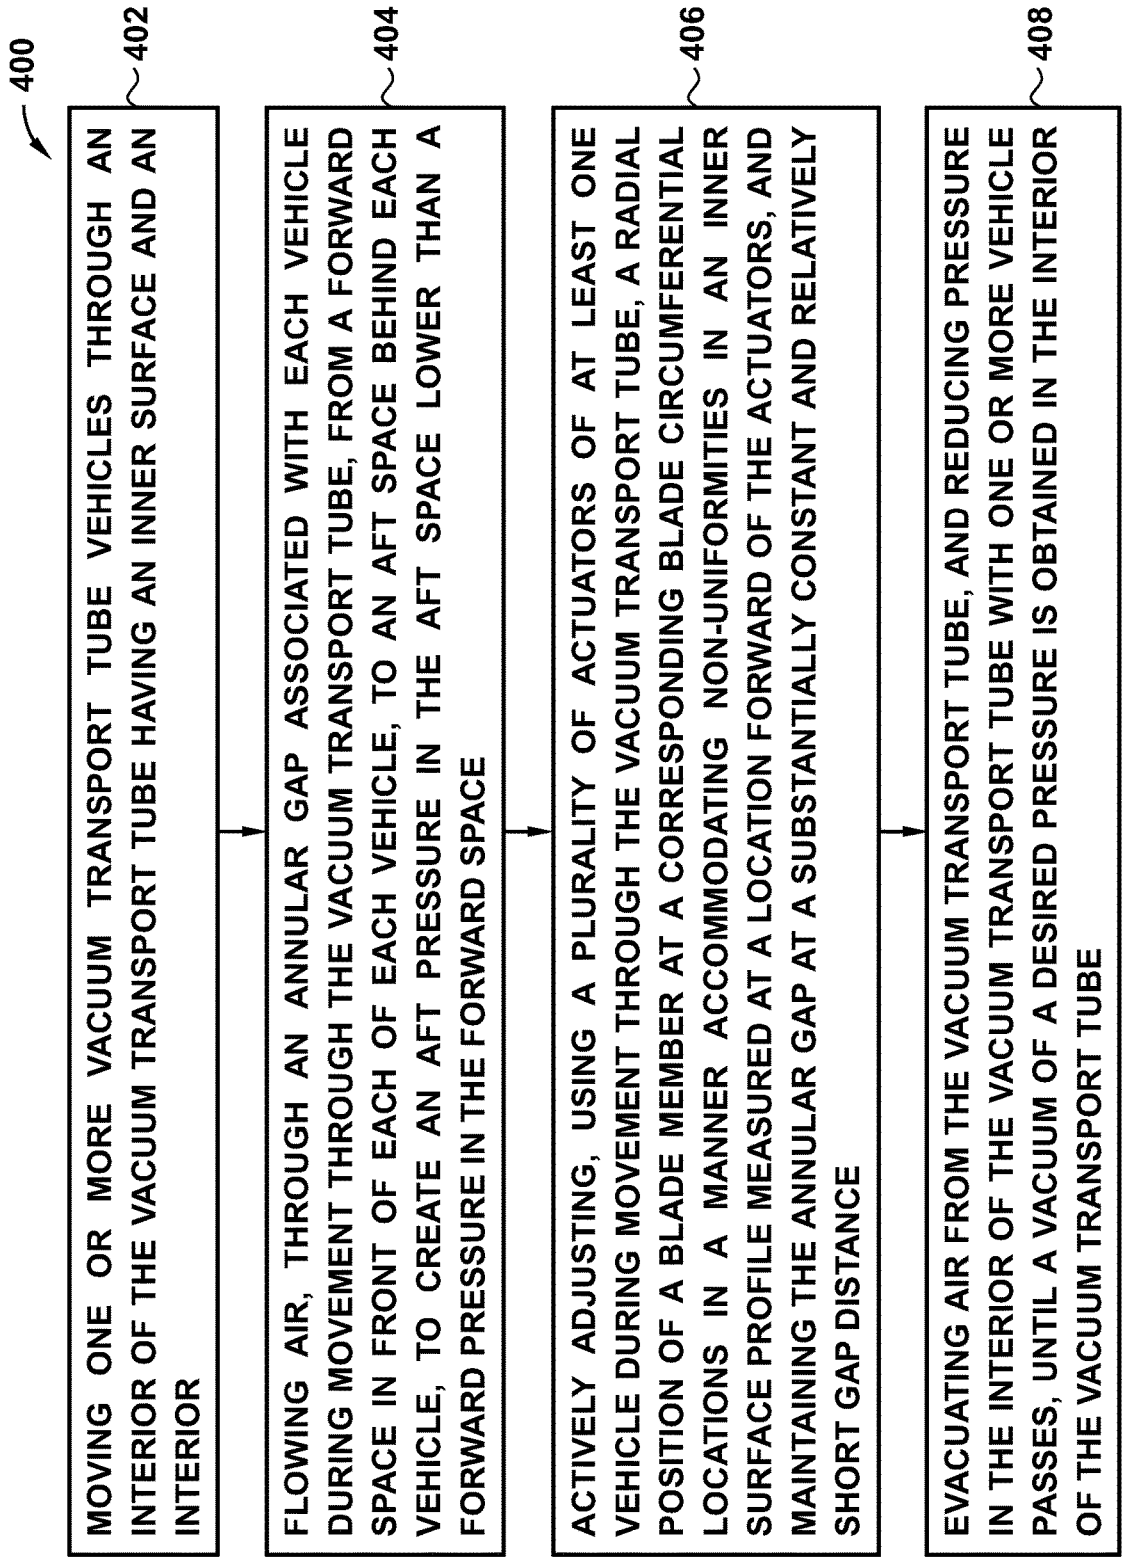 400
MOVING ONE OR MORE VACUUM TRANSPORT TUBE VEHICLES THROUGH AN
INTERIOR OF THE VACUUM TRANSPORT TUBE HAVING AN INNER SURFACE AND AN
INTERIOR
402
FLOWING AIR, THROUGH AN ANNULAR GAP ASSOCIATED WITH EACH VEHICLE
DURING MOVEMENT THROUGH THE VACUUM TRANSPORT TUBE, FROM A FORWARD
SPACE IN FRONT OF EACH OF EACH VEHICLE, TO AN AFT SPACE BEHIND EACH
VEHICLE, TO CREATE AN AFT PRESSURE IN THE AFT SPACE LOWER THAN A
FORWARD PRESSURE IN THE FORWARD SPACE
404
ACTIVELY ADJUSTING, USING A PLURALITY OF ACTUATORS OF AT LEAST ONE
VEHICLE DURING MOVEMENT THROUGH THE VACUUM TRANSPORT TUBE, A RADIAL
POSITION OF A BLADE MEMBER AT A CORRESPONDING BLADE CIRCUMFERENTIAL
LOCATIONS IN A MANNER ACCOMMODATING NON-UNIFORMITIES IN AN INNER
SURFACE PROFILE MEASURED AT A LOCATION FORWARD OF THE ACTUATORS, AND
MAINTAINING THE ANNULAR GAP AT A SUBSTANTIALLY CONSTANT AND RELATIVELY
SHORT GAP DISTANCE
406
EVACUATING AIR FROM THE VACUUM TRANSPORT TUBE, AND REDUCING PRESSURE
IN THE INTERIOR OF THE VACUUM TRANSPORT TUBE WITH ONE OR MORE VEHICLE
PASSES, UNTIL A VACUUM OF A DESIRED PRESSURE IS OBTAINED IN THE INTERIOR
OF THE VACUUM TRANSPORT TUBE
408